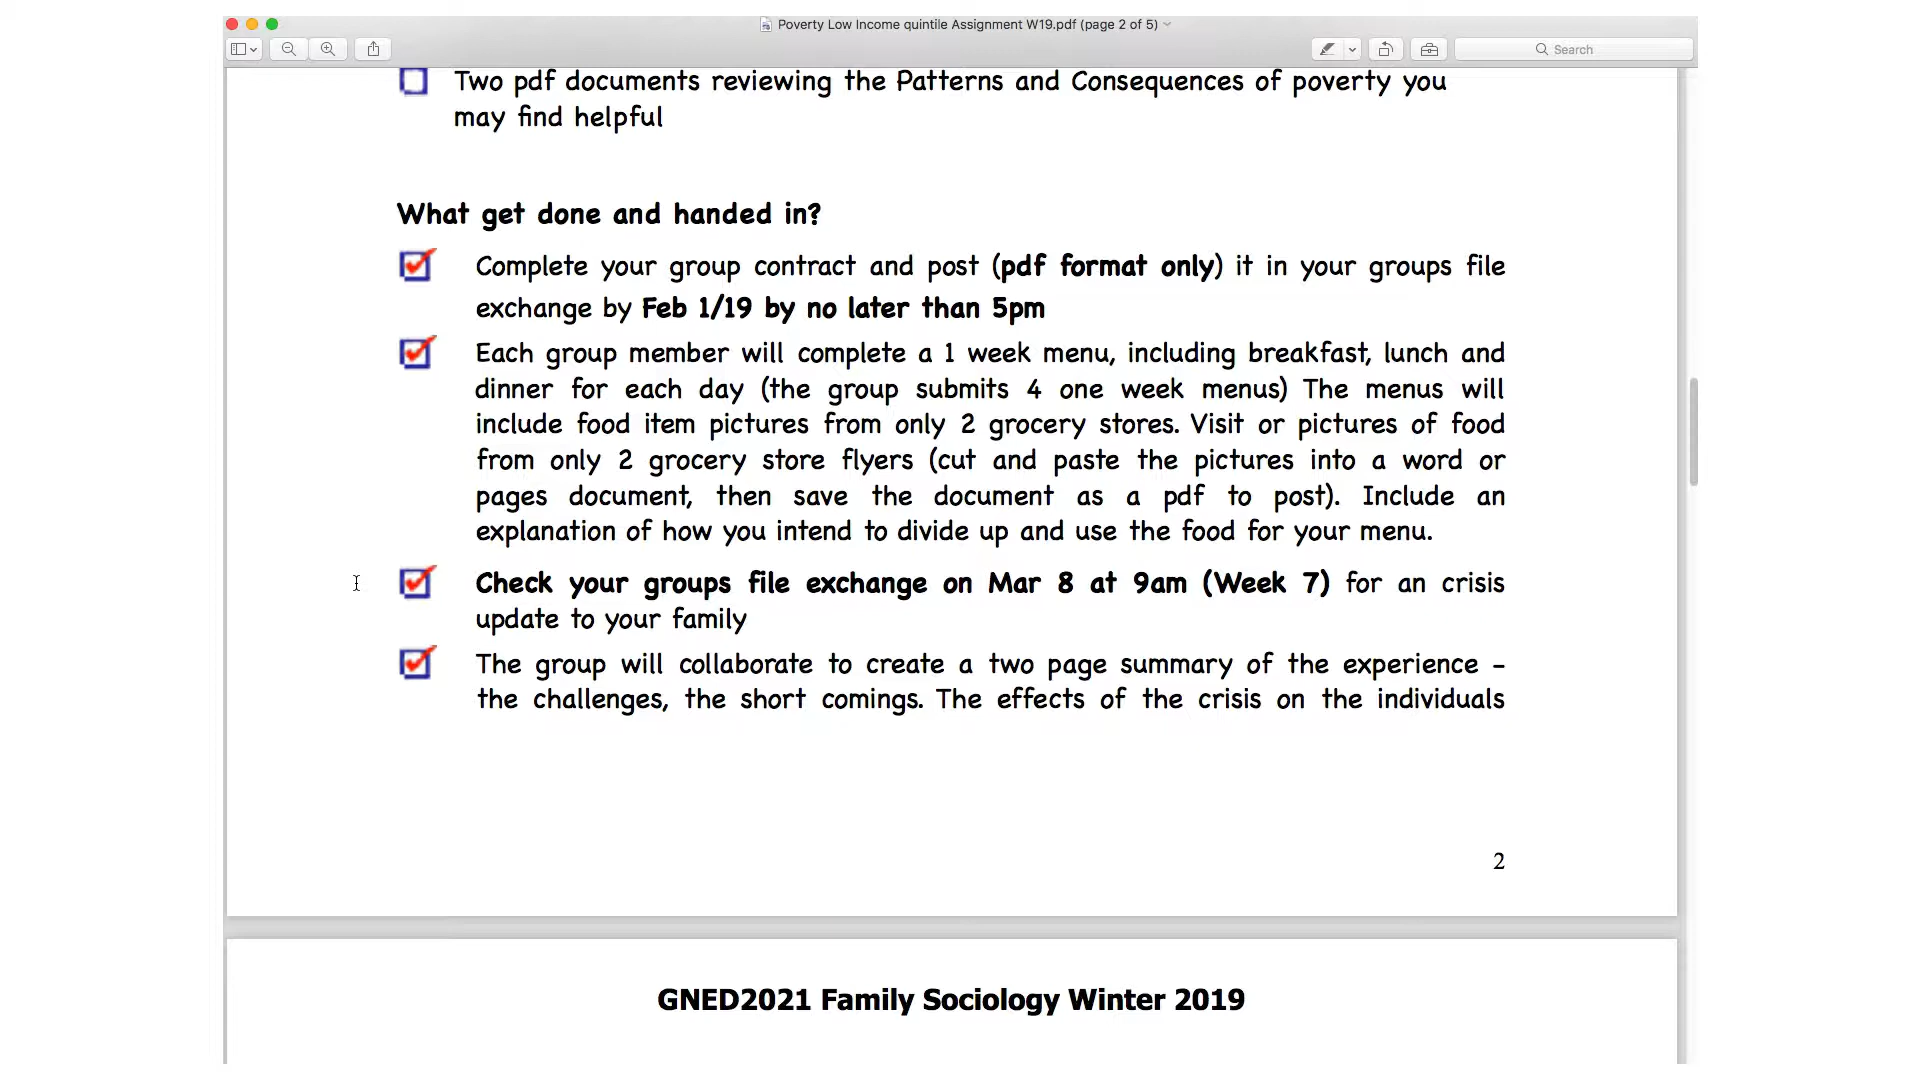 Poverty Low Income quintile Assignment W19.pdf (page 2 of 5)
Search
Two pdf documents reviewing the Patterns and Consequences of poverty you
may find helpful
What get done and handed in?
Complete your group contract and post (pdf format only) it in your groups file
exchange by Feb 1/19 by no later than 5pm
Each group member will complete a 1 week menu, including breakfast, lunch and
dinner for each day (the group submits 4 one week menus) The menus will
include food item pictures from only 2 grocery stores. Visit or pictures of food
from only 2 grocery store flyers (cut and paste the pictures into a word or
pages document, then save the document as a pdf to post). Include an
explanation of how you intend to divide up and use the food for your menu.
Check your groups file exchange on Mar 8 at 9am (Week 7) for an crisis
update to your family
The group will collaborate to create a two page summary of the experience –
the challenges, the short comings. The effects of the crisis on the individuals
2
GNED2021 Family Sociology Winter 2019